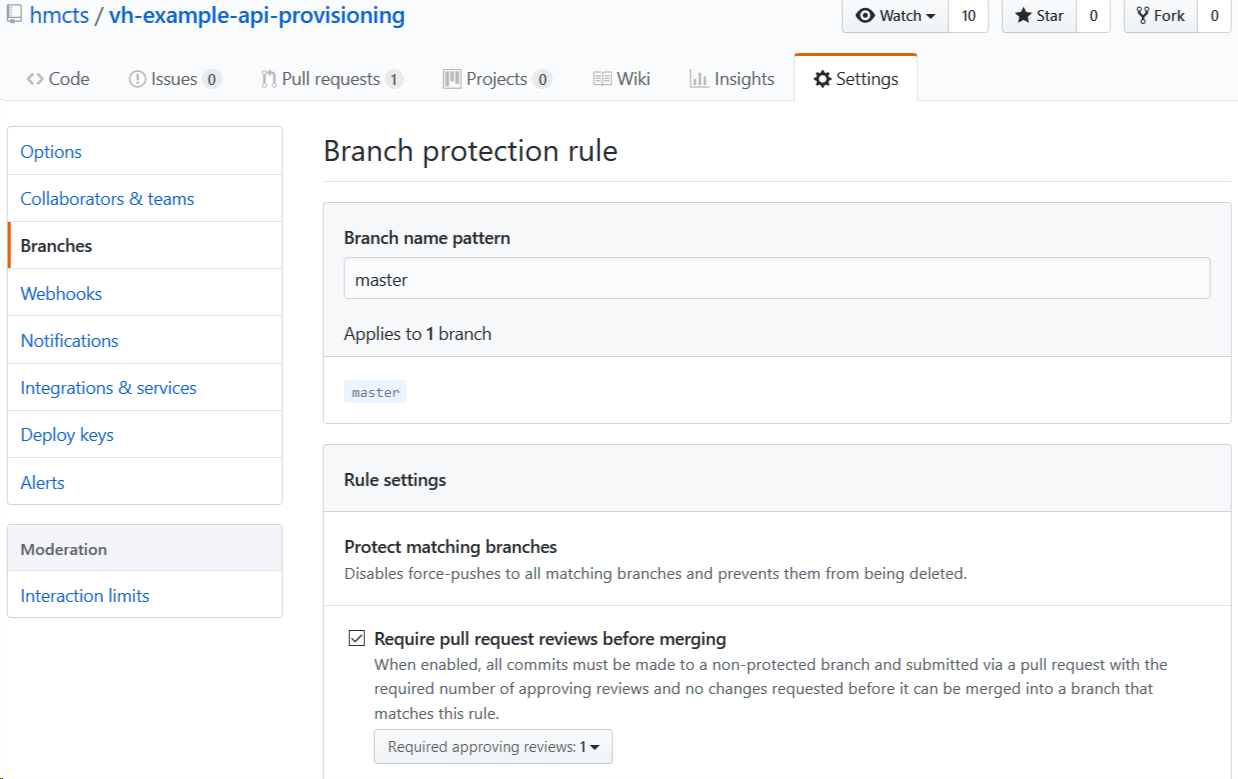 hmcts / vh-example-api-provisioning
Watch 10 Star 0 Fork 0
Code Issues 0 Pull requests 1 Projects 0 Wiki Insights Settings
Options
Collaborators & teams
Branches
Webhooks
Notifications
Integrations & services
Deploy keys
Alerts
Moderation
Interaction limits
Branch protection rule
Branch name pattern
master
Applies to 1 branch
master
Rule settings
Protect matching branches
Disables force-pushes to all matching branches and prevents them from being deleted.
Require pull request reviews before merging
When enabled, all commits must be made to a non-protected branch and submitted via a pull request with the
required number of approving reviews and no changes requested before it can be merged into a branch that
matches this rule.
Required approving reviews: 1